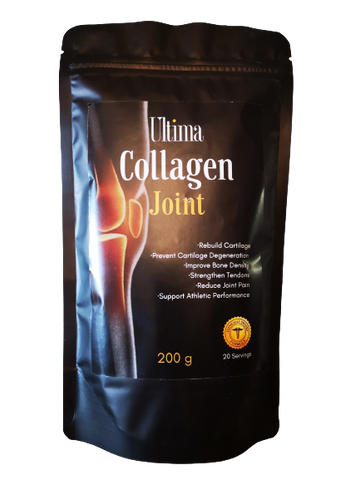 Ultima
Collagen
Joint
·Rebuild Cartilage
·Prevent Cartilage Degeneration
·Improve Bone Density
·Strengthen Tendons
·Reduce Joint Pain
·Support Athletic Performance
200 g
20 Servings